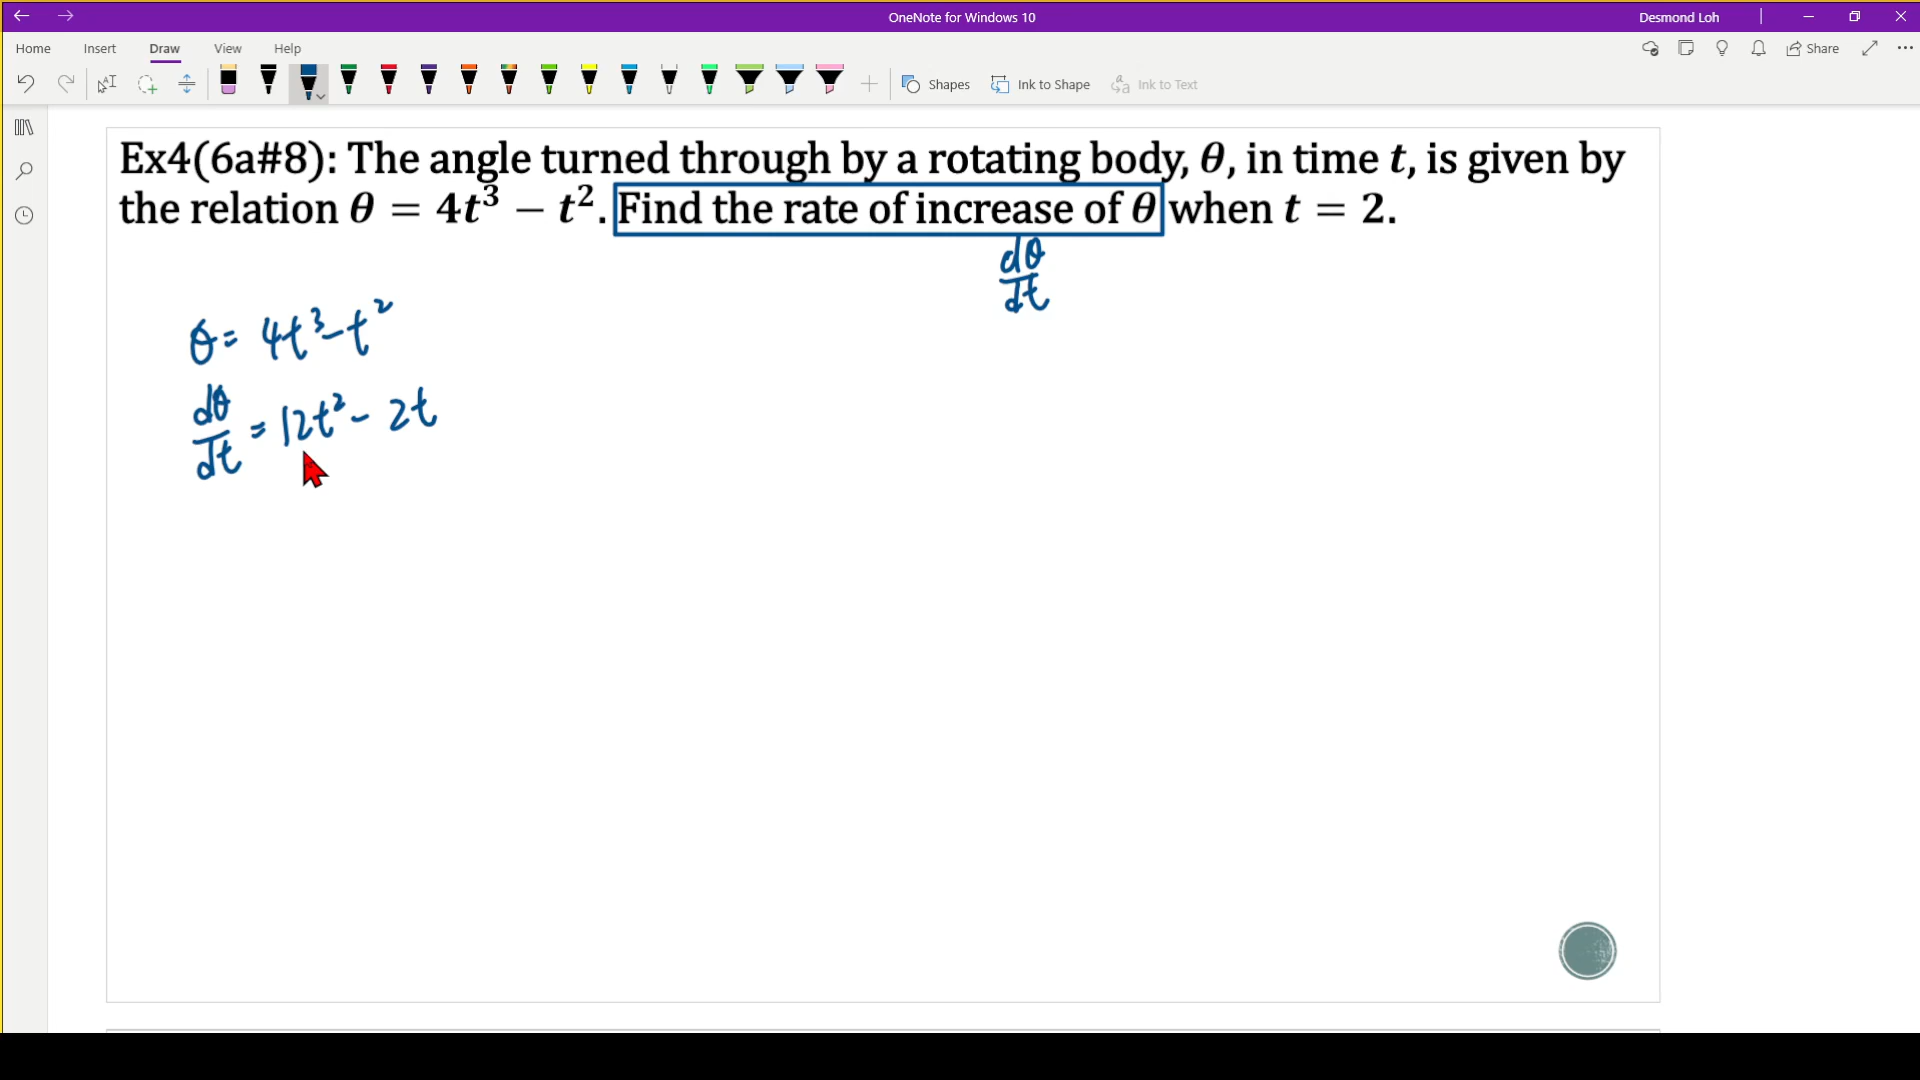 OneNote for Windows 10
Desmond Loh
Home Insert Draw View Help
Share
Shapes Ink to Shape Ink to Text
Ex4(6a#8): The angle turned through by a rotating body, θ, in time t, is given by
the relation θ = 4t³ − t². Find the rate of increase of θ when t = 2.
dθ/dt
θ = 4t³ − t²
dθ/dt = 12t² − 2t